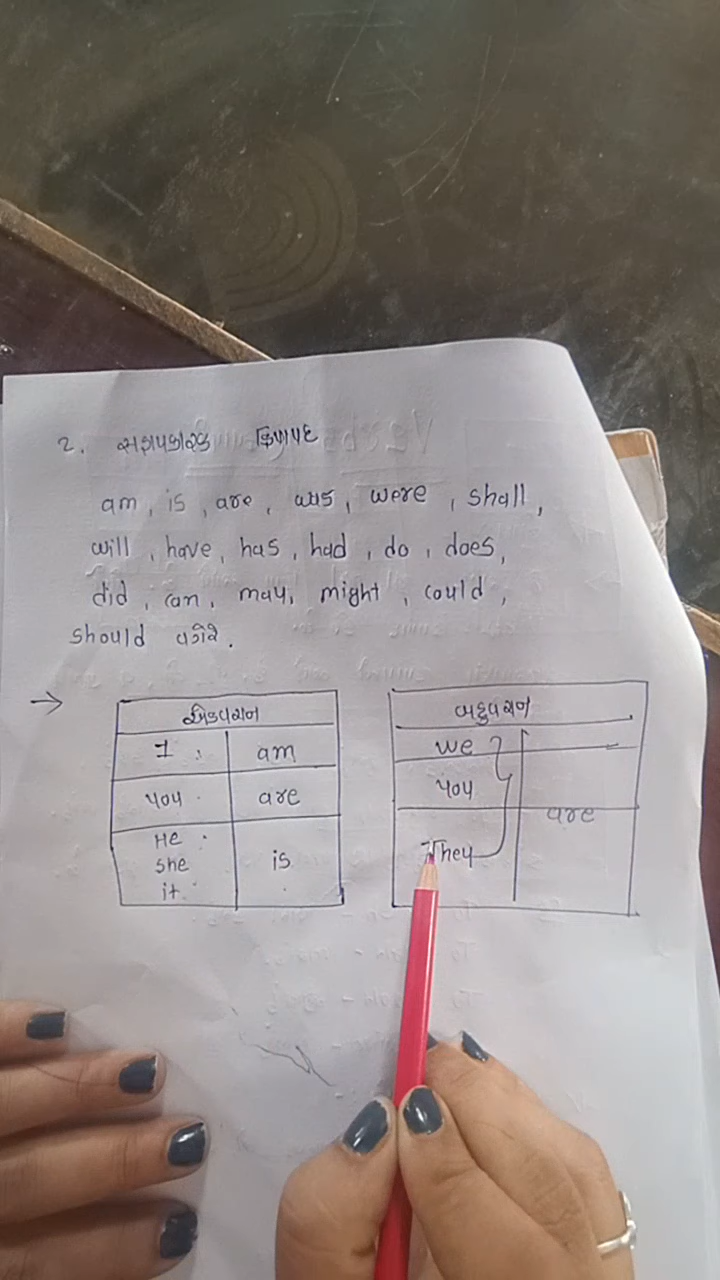 2. સહાયકારક ક્રિયાપદ
am, is, are, was, were, shall,
will, have, has, had, do, does,
did, can, may, might, could,
should વગેરે.
→
એકવચન
I am
you are
He
she is
it
બહુવચન
we
you
are
They